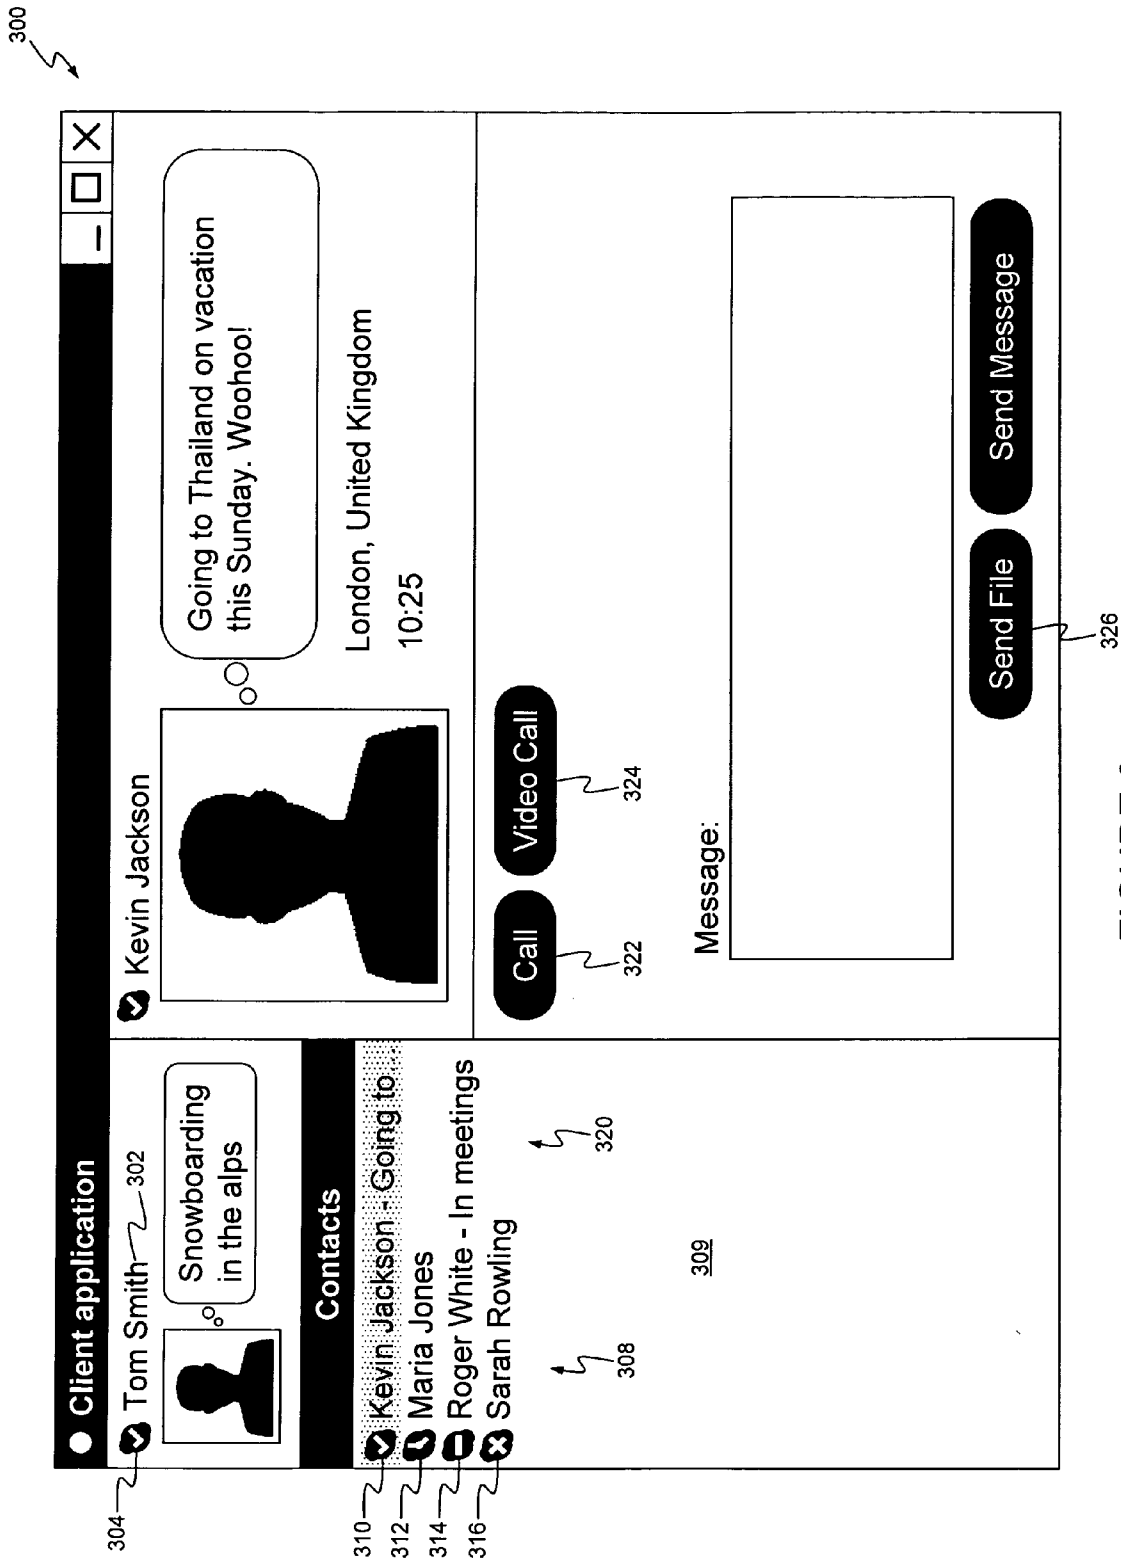 300
Client application
304
Tom Smith
302
Snowboarding
in the alps
Contacts
310
Kevin Jackson - Going to...
312
Maria Jones
314
Roger White - In meetings
316
Sarah Rowling
308
320
309
Kevin Jackson
Going to Thailand on vacation
this Sunday. Woohoo!
London, United Kingdom
10:25
Call
Video Call
322
324
Message:
Send File
Send Message
326